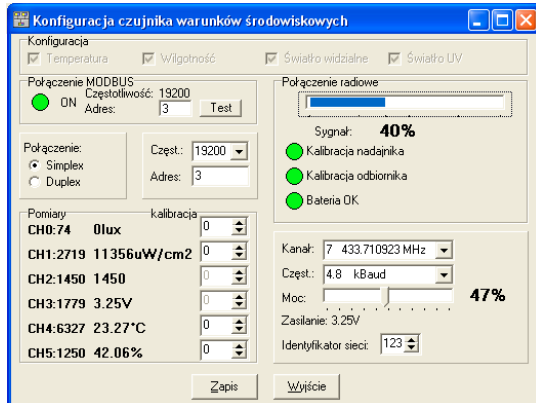 Konfiguracja czujnika warunków środowiskowych
Konfiguracja
Temperatura Wilgotność Światło widzialne Światło UV
Połączenie MODBUS
ON Częstotliwość: 19200
Adres: 3 Test
Połączenie:
Simplex
Duplex
Częst.: 19200
Adres: 3
Pomiary kalibracja
CH0:74 0lux 0
CH1:2719 11356uW/cm2 0
CH2:1450 1450 0
CH3:1779 3.25V 0
CH4:6327 23.27°C 0
CH5:1250 42.06% 0
Połączenie radiowe
Sygnał: 40%
Kalibracja nadajnika
Kalibracja odbiornika
Bateria OK
Kanał: 7 433.710923 MHz
Częst.: 4.8 kBaud
Moc: 47%
Zasilanie: 3.25V
Identyfikator sieci: 123
Zapis Wyjście